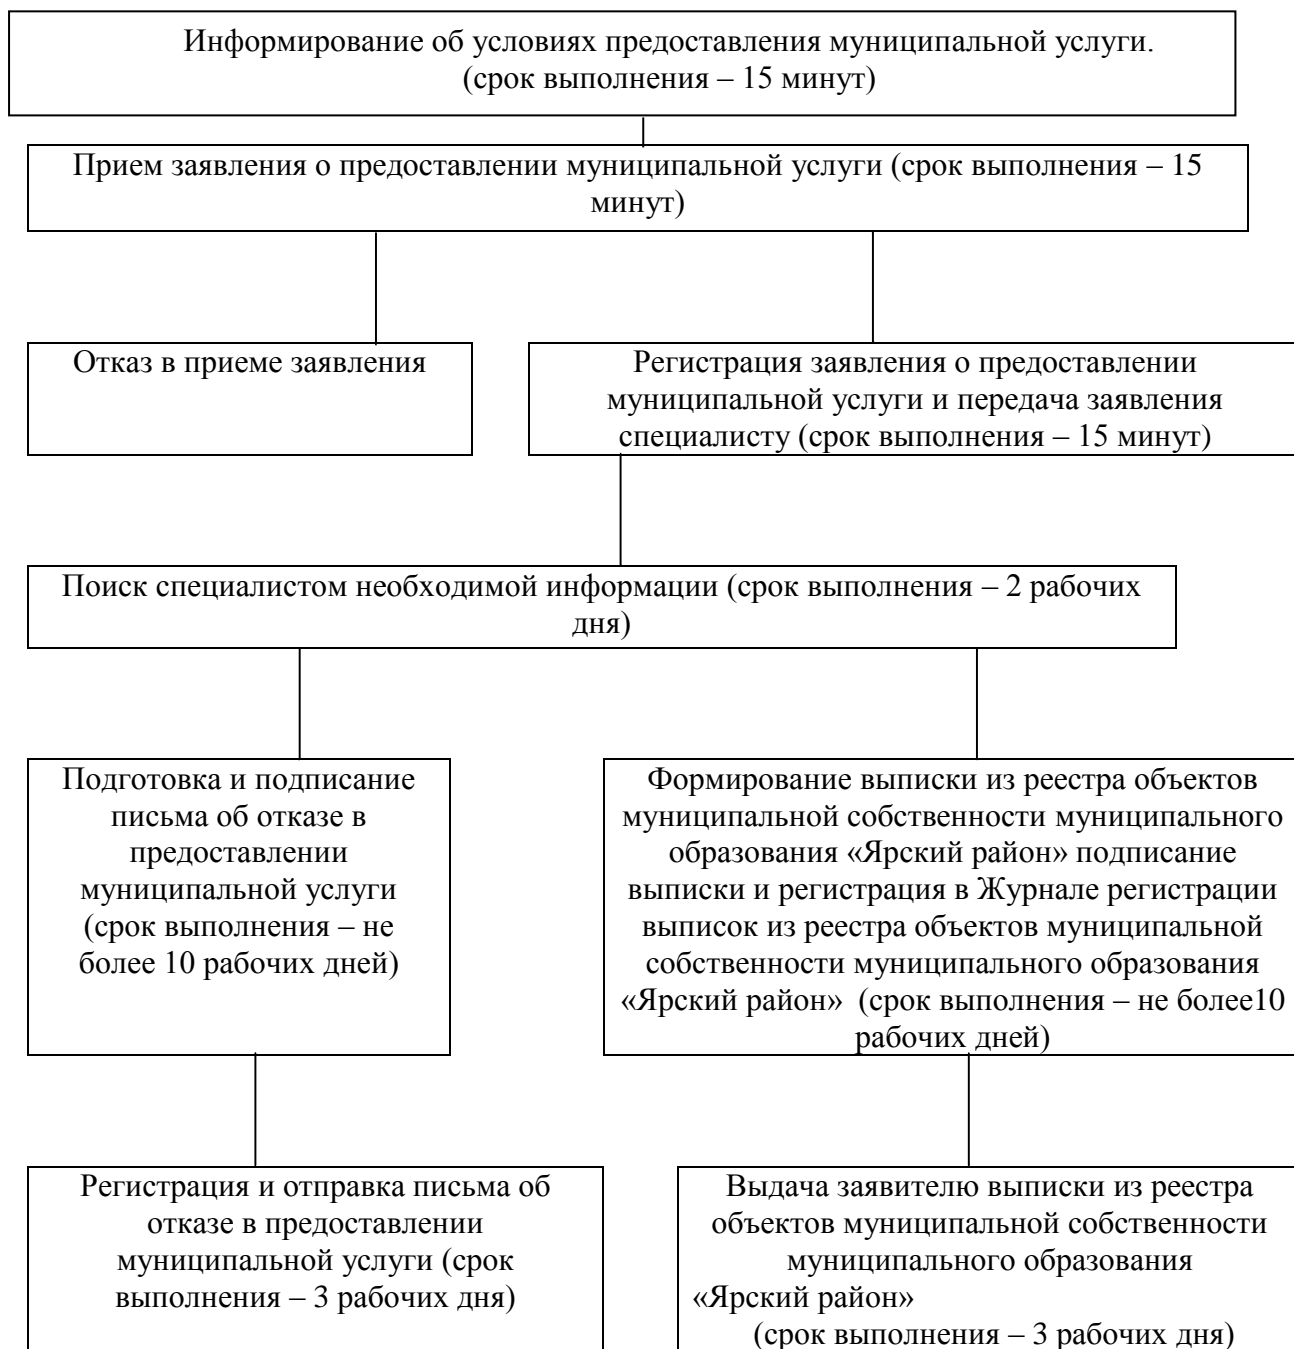 Информирование об условиях предоставления муниципальной услуги.
(срок выполнения – 15 минут)
Прием заявления о предоставлении муниципальной услуги (срок выполнения – 15
минут)
Отказ в приеме заявления
Регистрация заявления о предоставлении
муниципальной услуги и передача заявления
специалисту (срок выполнения – 15 минут)
Поиск специалистом необходимой информации (срок выполнения – 2 рабочих
дня)
Подготовка и подписание
письма об отказе в
предоставлении
муниципальной услуги
(срок выполнения – не
более 10 рабочих дней)
Формирование выписки из реестра объектов
муниципальной собственности муниципального
образования «Ярский район» подписание
выписки и регистрация в Журнале регистрации
выписок из реестра объектов муниципальной
собственности муниципального образования
«Ярский район»  (срок выполнения – не более10
рабочих дней)
Регистрация и отправка письма об
отказе в предоставлении
муниципальной услуги (срок
выполнения – 3 рабочих дня)
Выдача заявителю выписки из реестра
объектов муниципальной собственности
муниципального образования
«Ярский район»
(срок выполнения – 3 рабочих дня)